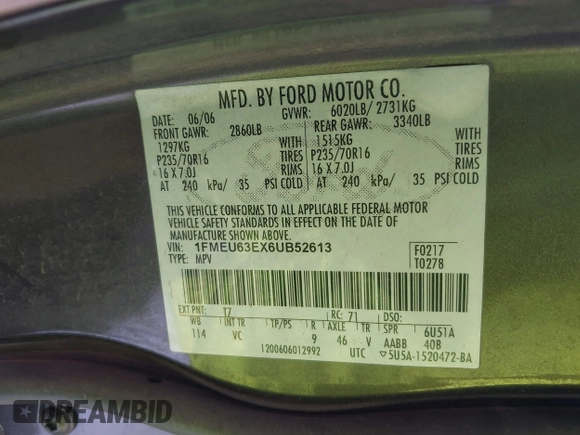 MFD. BY FORD MOTOR CO.
DATE: 06/06 GVWR: 6020LB/ 2731KG
FRONT GAWR: 2860LB REAR GAWR: 3340LB
1297KG WITH 1515KG WITH
P235/70R16 TIRES P235/70R16 TIRES
16 X 7.0J RIMS 16 X 7.0J RIMS
AT 240 kPa/ 35 PSI COLD AT 240 kPa/ 35 PSI COLD
THIS VEHICLE CONFORMS TO ALL APPLICABLE FEDERAL MOTOR
VEHICLE SAFETY STANDARDS IN EFFECT ON THE DATE OF MANUFACTURE
SHOWN ABOVE.
VIN: 1FMEU63EX6UB52613 F0217
TYPE: MPV T0278
EXT PNT: T7 RC: 71 DSO:
WB INT TR TP/PS R AXLE TR SPR 6U51A
114 VC 9 46 V AABB 40B
1200606012992 UTC ▽5U5A-1520472-BA
Ford
DREAMBID